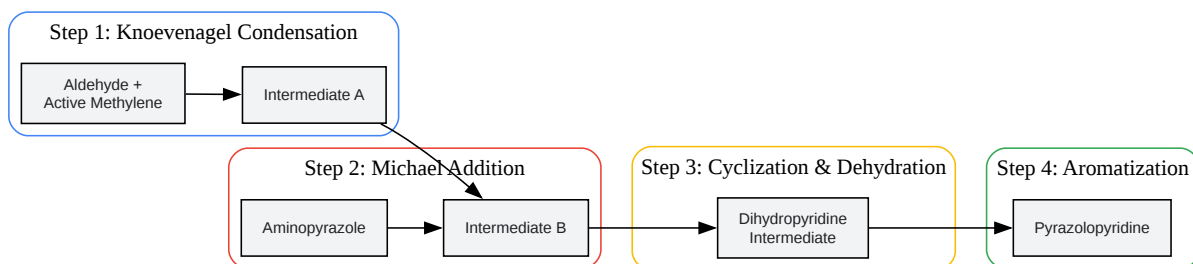 Step 1: Knoevenagel Condensation
Aldehyde +
Active Methylene
Intermediate A
Step 2: Michael Addition
Aminopyrazole
Intermediate B
Step 3: Cyclization & Dehydration
Dihydropyridine
Intermediate
Step 4: Aromatization
Pyrazolopyridine